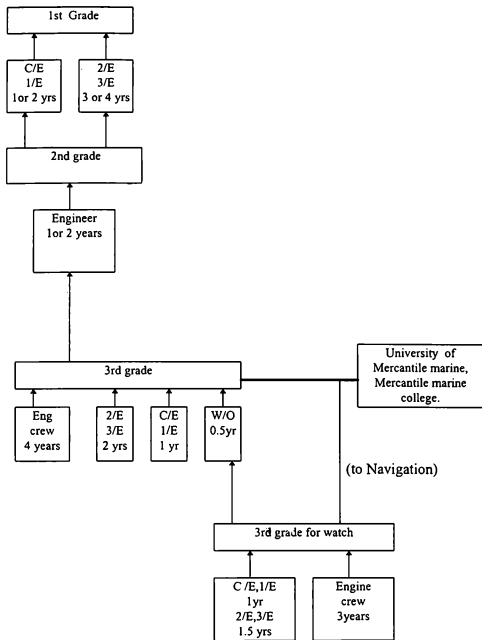 1st Grade
C/E
1/E
1or 2 yrs
2/E
3/E
3 or 4 yrs
2nd grade
Engineer
1or 2 years
3rd grade
University of
Mercantile marine,
Mercantile marine
college.
Eng
crew
4 years
2/E
3/E
2 yrs
C/E
1/E
1 yr
W/O
0.5yr
(to Navigation)
3rd grade for watch
C /E,1/E
1yr
2/E,3/E
1.5 yrs
Engine
crew
3years